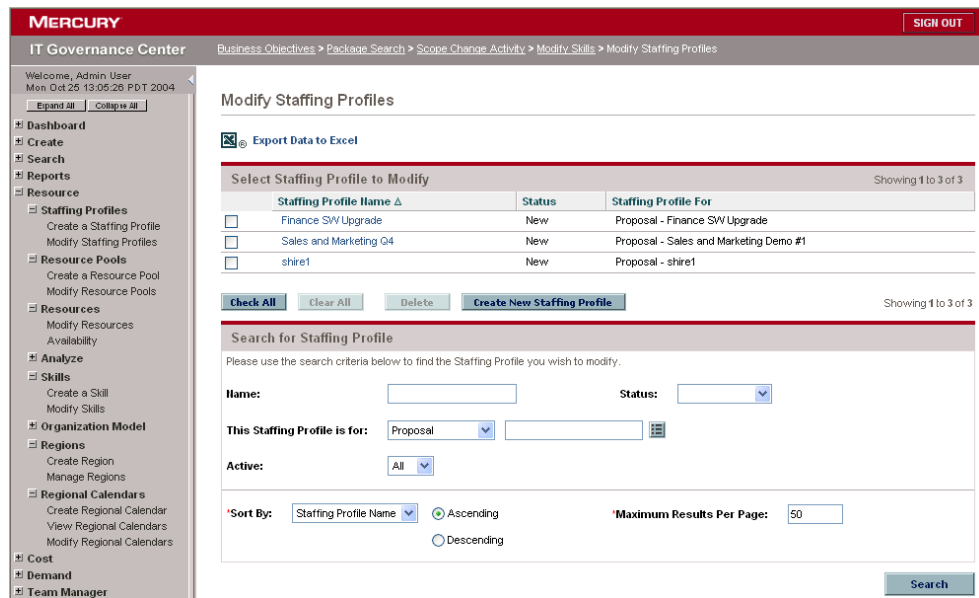 MERCURY
SIGN OUT
IT Governance Center
Business Objectives > Package Search > Scope Change Activity > Modify Skills > Modify Staffing Profiles
Welcome, Admin User
Mon Oct 25 13:05:26 PDT 2004
Expand All Collapse All
Dashboard
Create
Search
Reports
Resource
Staffing Profiles
Create a Staffing Profile
Modify Staffing Profiles
Resource Pools
Create a Resource Pool
Modify Resource Pools
Resources
Modify Resources
Availability
Analyze
Skills
Create a Skill
Modify Skills
Organization Model
Regions
Create Region
Manage Regions
Regional Calendars
Create Regional Calendar
View Regional Calendars
Modify Regional Calendars
Cost
Demand
Team Manager
Modify Staffing Profiles
® Export Data to Excel
Select Staffing Profile to Modify Showing 1 to 3 of 3
Staffing Profile Name Status Staffing Profile For
Finance SW Upgrade New Proposal - Finance SW Upgrade
Sales and Marketing Q4 New Proposal - Sales and Marketing Demo #1
shire1 New Proposal - shire1
Check All Clear All Delete Create New Staffing Profile Showing 1 to 3 of 3
Search for Staffing Profile
Please use the search criteria below to find the Staffing Profile you wish to modify.
Name: Status:
This Staffing Profile is for: Proposal
Active: All
*Sort By: Staffing Profile Name Ascending *Maximum Results Per Page: 50
Descending
Search